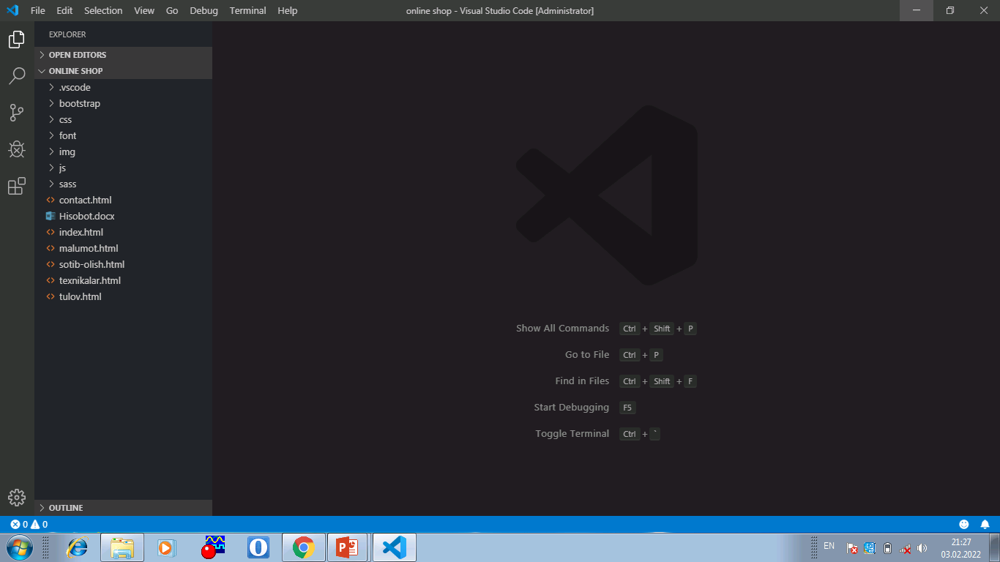 File Edit Selection View Go Debug Terminal Help
online shop - Visual Studio Code [Administrator]
EXPLORER
OPEN EDITORS
ONLINE SHOP
.vscode
bootstrap
css
font
img
js
sass
contact.html
Hisobot.docx
index.html
malumot.html
sotib-olish.html
texnikalar.html
tulov.html
OUTLINE
Show All Commands Ctrl + Shift + P
Go to File Ctrl + P
Find in Files Ctrl + Shift + F
Start Debugging F5
Toggle Terminal Ctrl + `
0 0
EN
21:27
03.02.2022